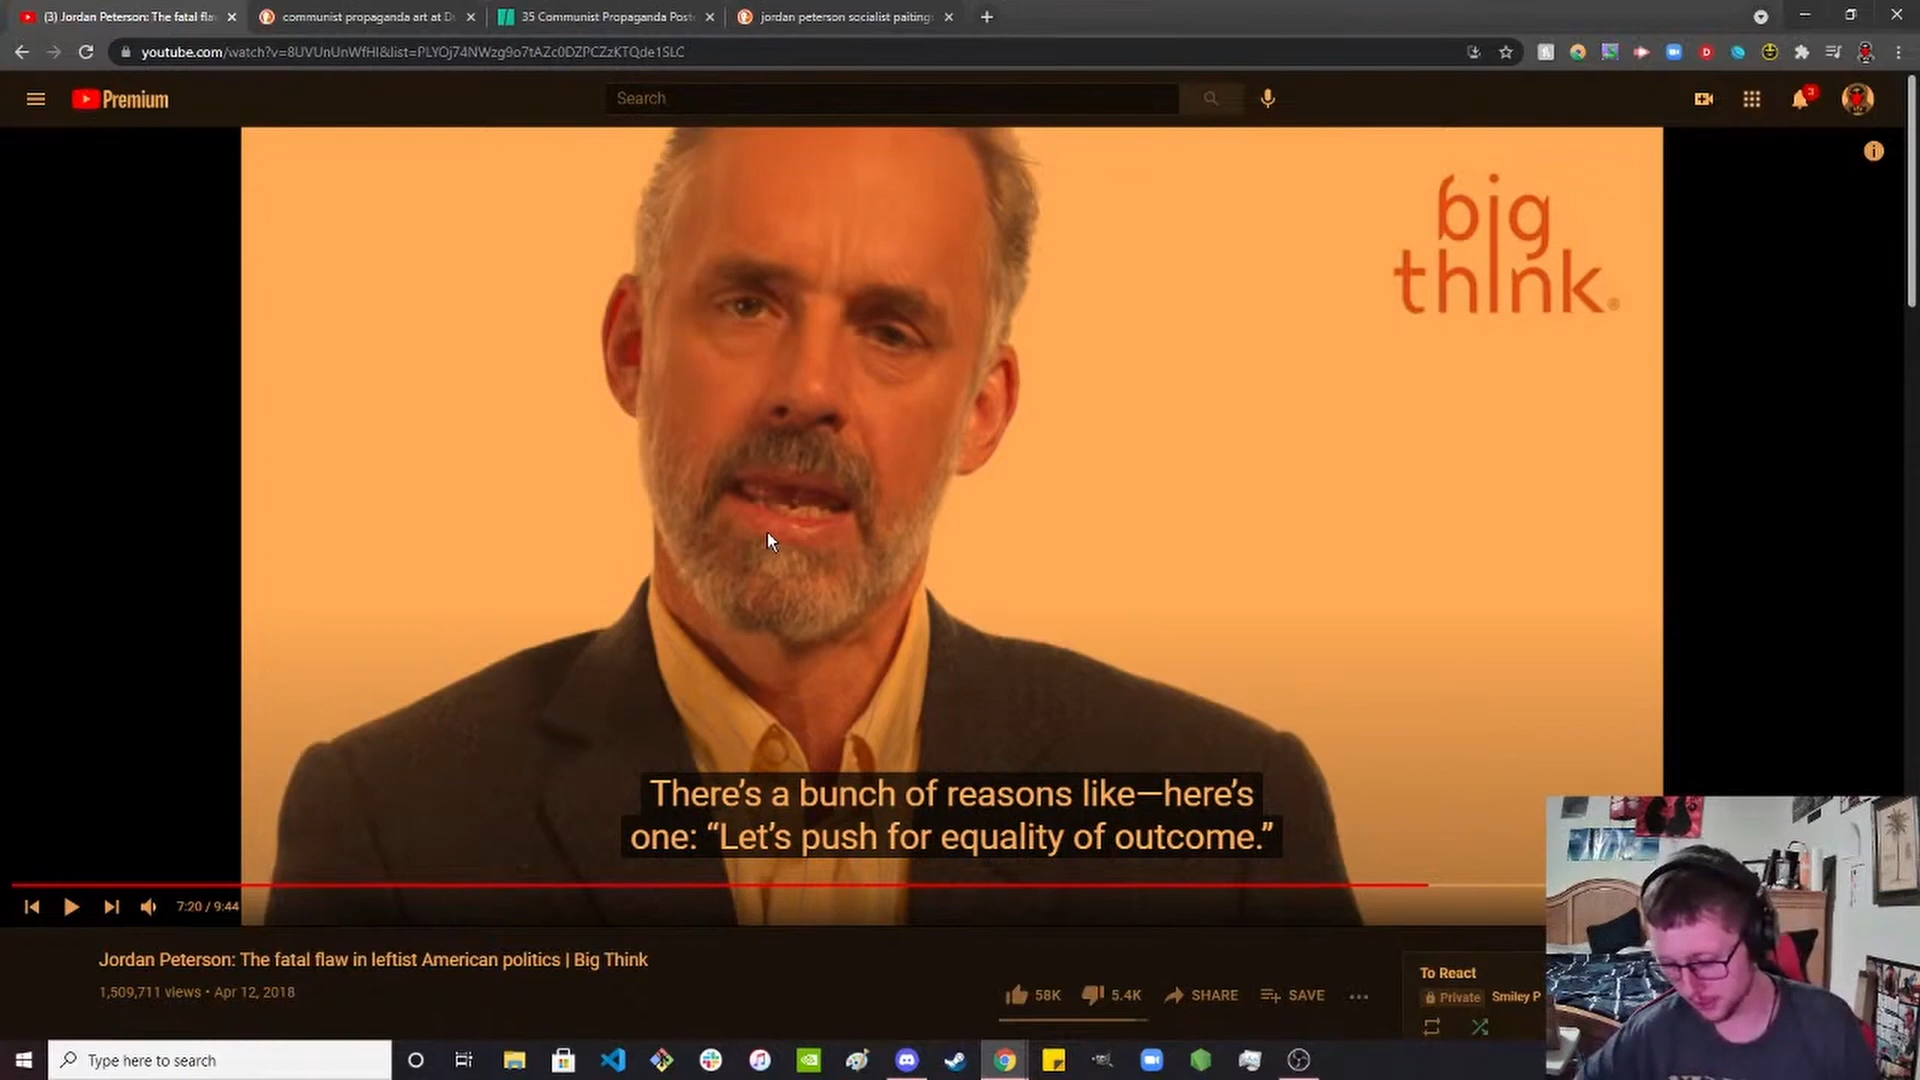 (3) Jordan Peterson: The fatal fla
communist propaganda art at D
35 Communist Propaganda Post
jordan peterson socialist paiting
youtube.com/watch?v=8UVUnUnWfHI&list=PLYOj74NWzg9o7tAZc0DZPCZzKTQde1SLC
Premium
Search
3
big
think
There's a bunch of reasons like—here's
one: “Let's push for equality of outcome.”
7:20 / 9:44
Jordan Peterson: The fatal flaw in leftist American politics | Big Think
1,509,711 views • Apr 12, 2018
58K
5.4K
SHARE
SAVE
To React
Private
Smiley P
Type here to search